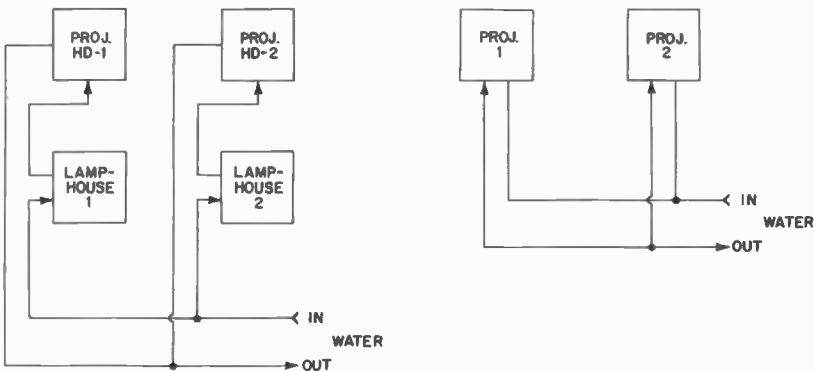 PROJ.
HD-1
PROJ.
HD-2
LAMP-
HOUSE
1
LAMP-
HOUSE
2
IN
WATER
OUT
PROJ.
1
PROJ.
2
IN
WATER
OUT